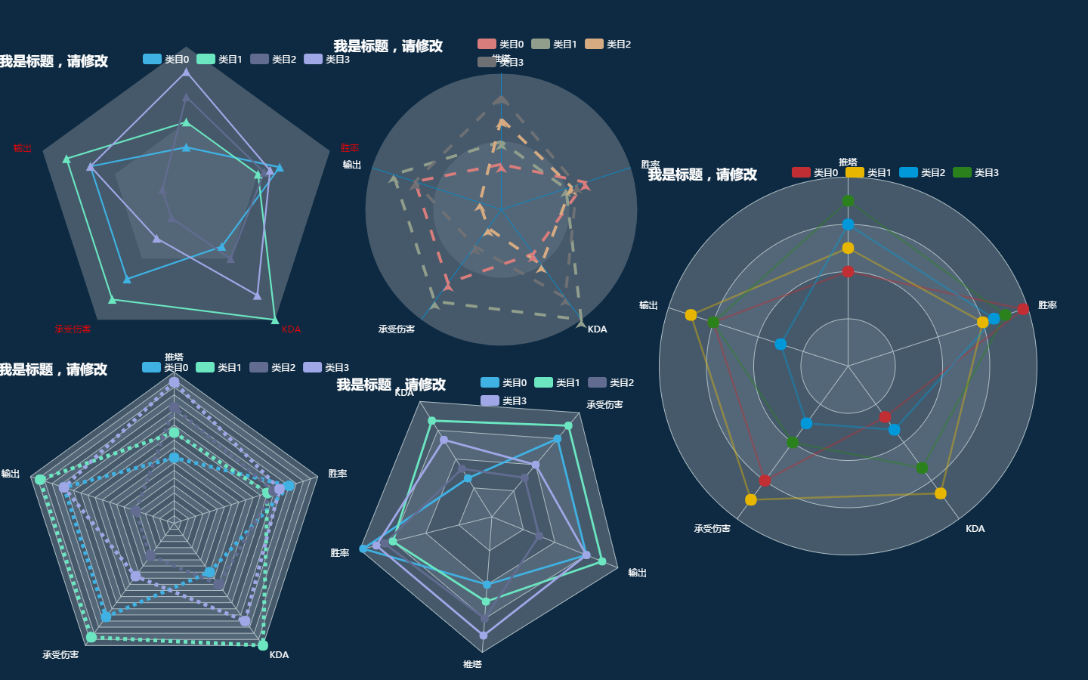 我是标题，请修改
类目0 类目1 类目2 类目3
输出
胜率
承受伤害
KDA
我是标题，请修改
类目0 类目1 类目2
类目3
推塔
输出
胜率
承受伤害
KDA
我是标题，请修改
类目0 类目1 类目2 类目3
推塔
输出
胜率
承受伤害
KDA
我是标题，请修改
类目0 类目1 类目2 类目3
推塔
输出
胜率
承受伤害
KDA
我是标题，请修改
类目0 类目1 类目2
类目3
KDA
承受伤害
胜率
输出
推塔